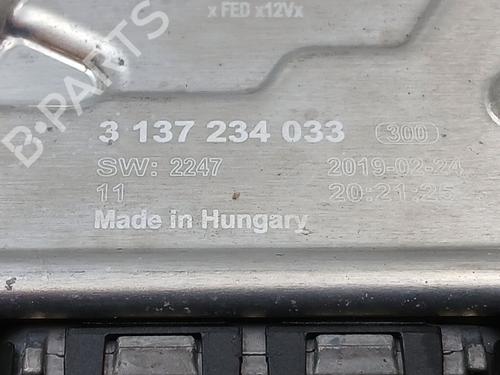 x FED x12Vx
3 137 234 033 300
SW: 2247 2019-02-24
11 20:21:25
Made in Hungary
B-PARTS